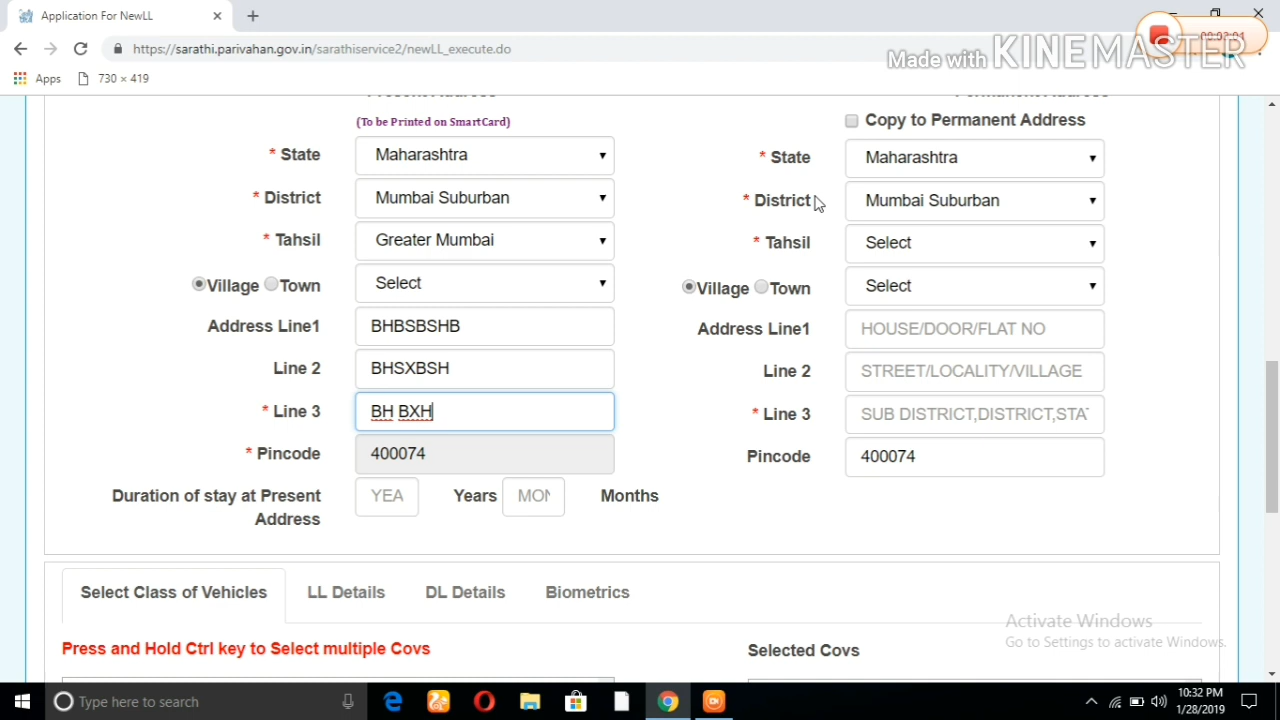 Application For NewLL
00:03:01
https://sarathi.parivahan.gov.in/sarathiservice2/newLL_execute.do
Made with KINEMASTER
Apps 730 × 419
(To be Printed on SmartCard)
Copy to Permanent Address
* State Maharashtra * State Maharashtra
* District Mumbai Suburban * District Mumbai Suburban
* Tahsil Greater Mumbai * Tahsil Select
Village Town Select Village Town Select
Address Line1 BHBSBSHB Address Line1 HOUSE/DOOR/FLAT NO
Line 2 BHSXBSH Line 2 STREET/LOCALITY/VILLAGE
* Line 3 BH BXH * Line 3 SUB DISTRICT,DISTRICT,STA
* Pincode 400074 Pincode 400074
Duration of stay at Present YEA Years MON Months
Address
Select Class of Vehicles LL Details DL Details Biometrics
Activate Windows
Go to Settings to activate Windows.
Press and Hold Ctrl key to Select multiple Covs Selected Covs
Type here to search
10:32 PM
1/28/2019